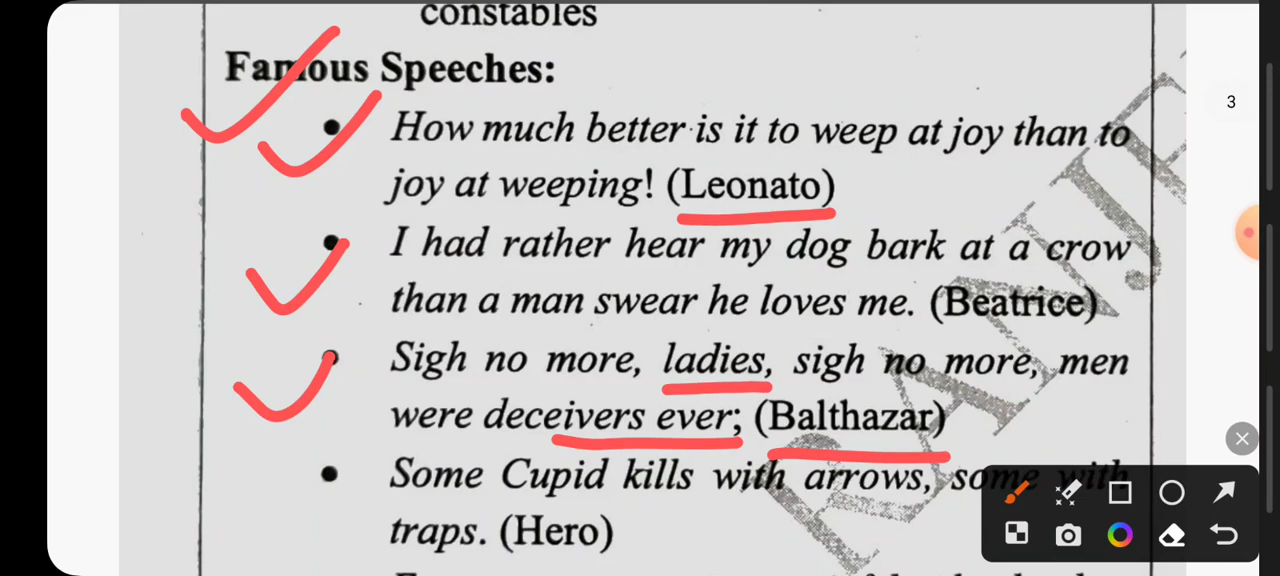 constables
Famous Speeches:
3
• How much better is it to weep at joy than to
joy at weeping! (Leonato)
• I had rather hear my dog bark at a crow
than a man swear he loves me. (Beatrice)
• Sigh no more, ladies, sigh no more, men
were deceivers ever; (Balthazar)
• Some Cupid kills with arrows, some with
traps. (Hero)